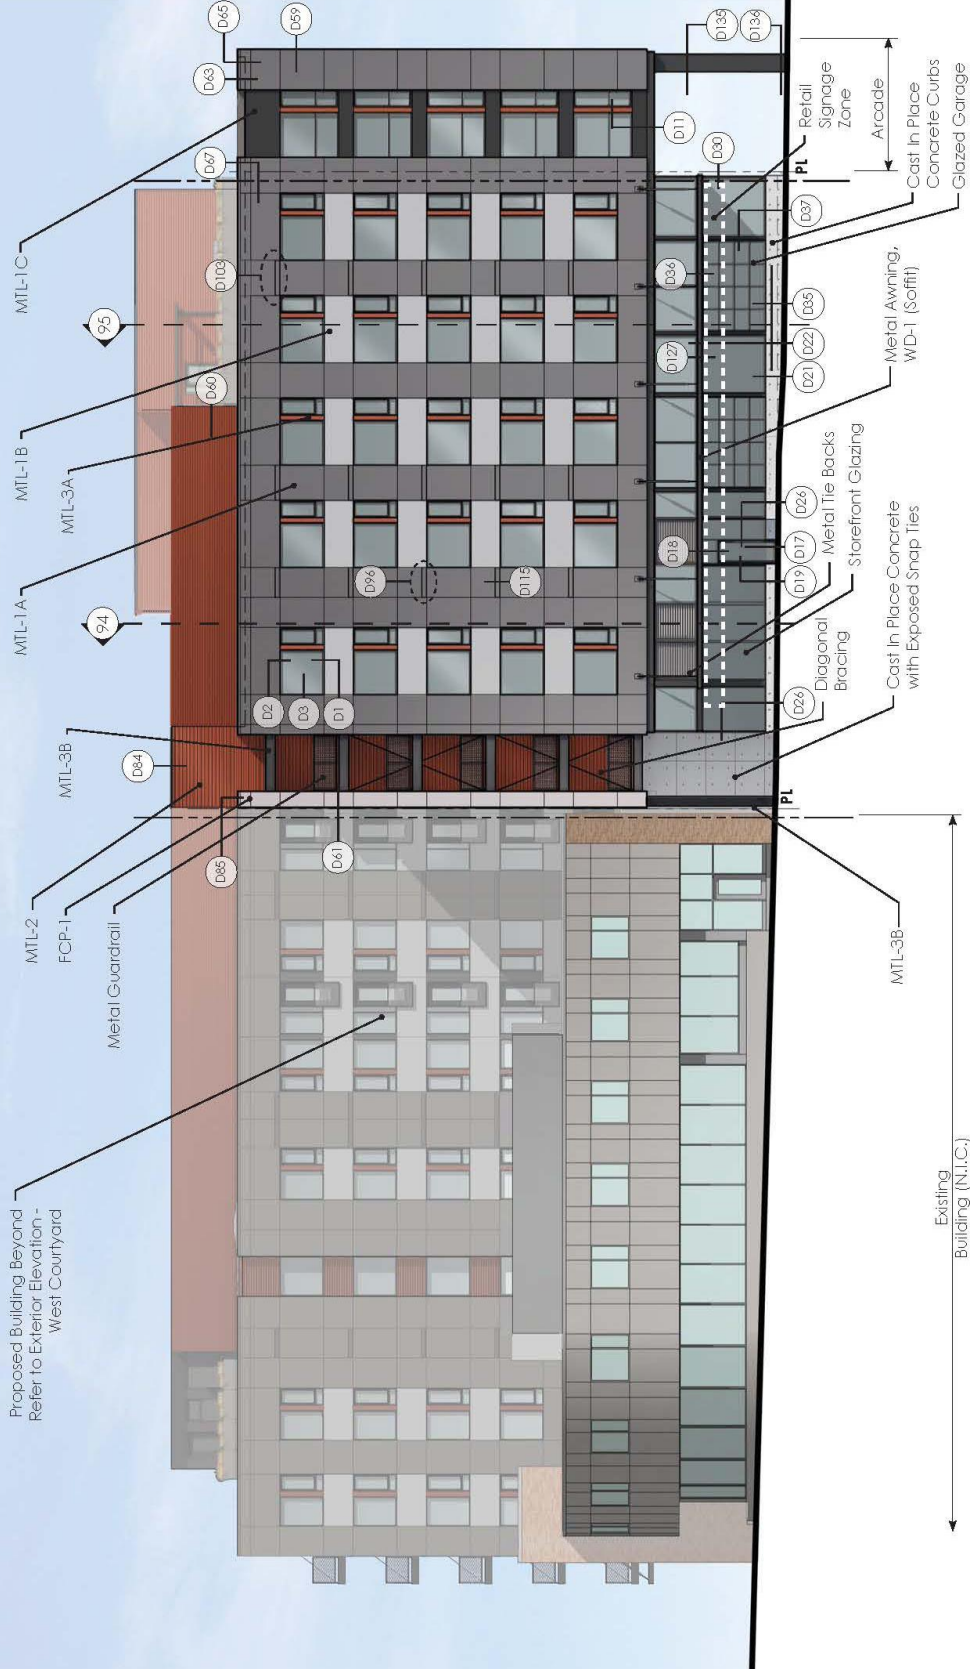 Proposed Building Beyond
Refer to Exterior Elevation -
West Courtyard
MTL-2
FCP-1
Metal Guardrail
MTL-3B
MTL-1A
MTL-3A
MTL-1B
MTL-1C
94
95
D84
D85
D61
D60
D103
D67
D63
D65
D59
D2
D3
D1
D96
D115
D11
D18
D127
D36
D30
D135
D136
D26
D19
D17
D26
D21
D22
D35
D37
PL
PL
Existing
Building (N.I.C.)
MTL-3B
Cast In Place Concrete
with Exposed Snap Ties
Diagonal
Bracing
Storefront Glazing
Metal Tie Backs
Metal Awning,
WD-1 (Soffit)
Retail
Signage
Zone
Arcade
Cast In Place
Concrete Curbs
Glazed Garage